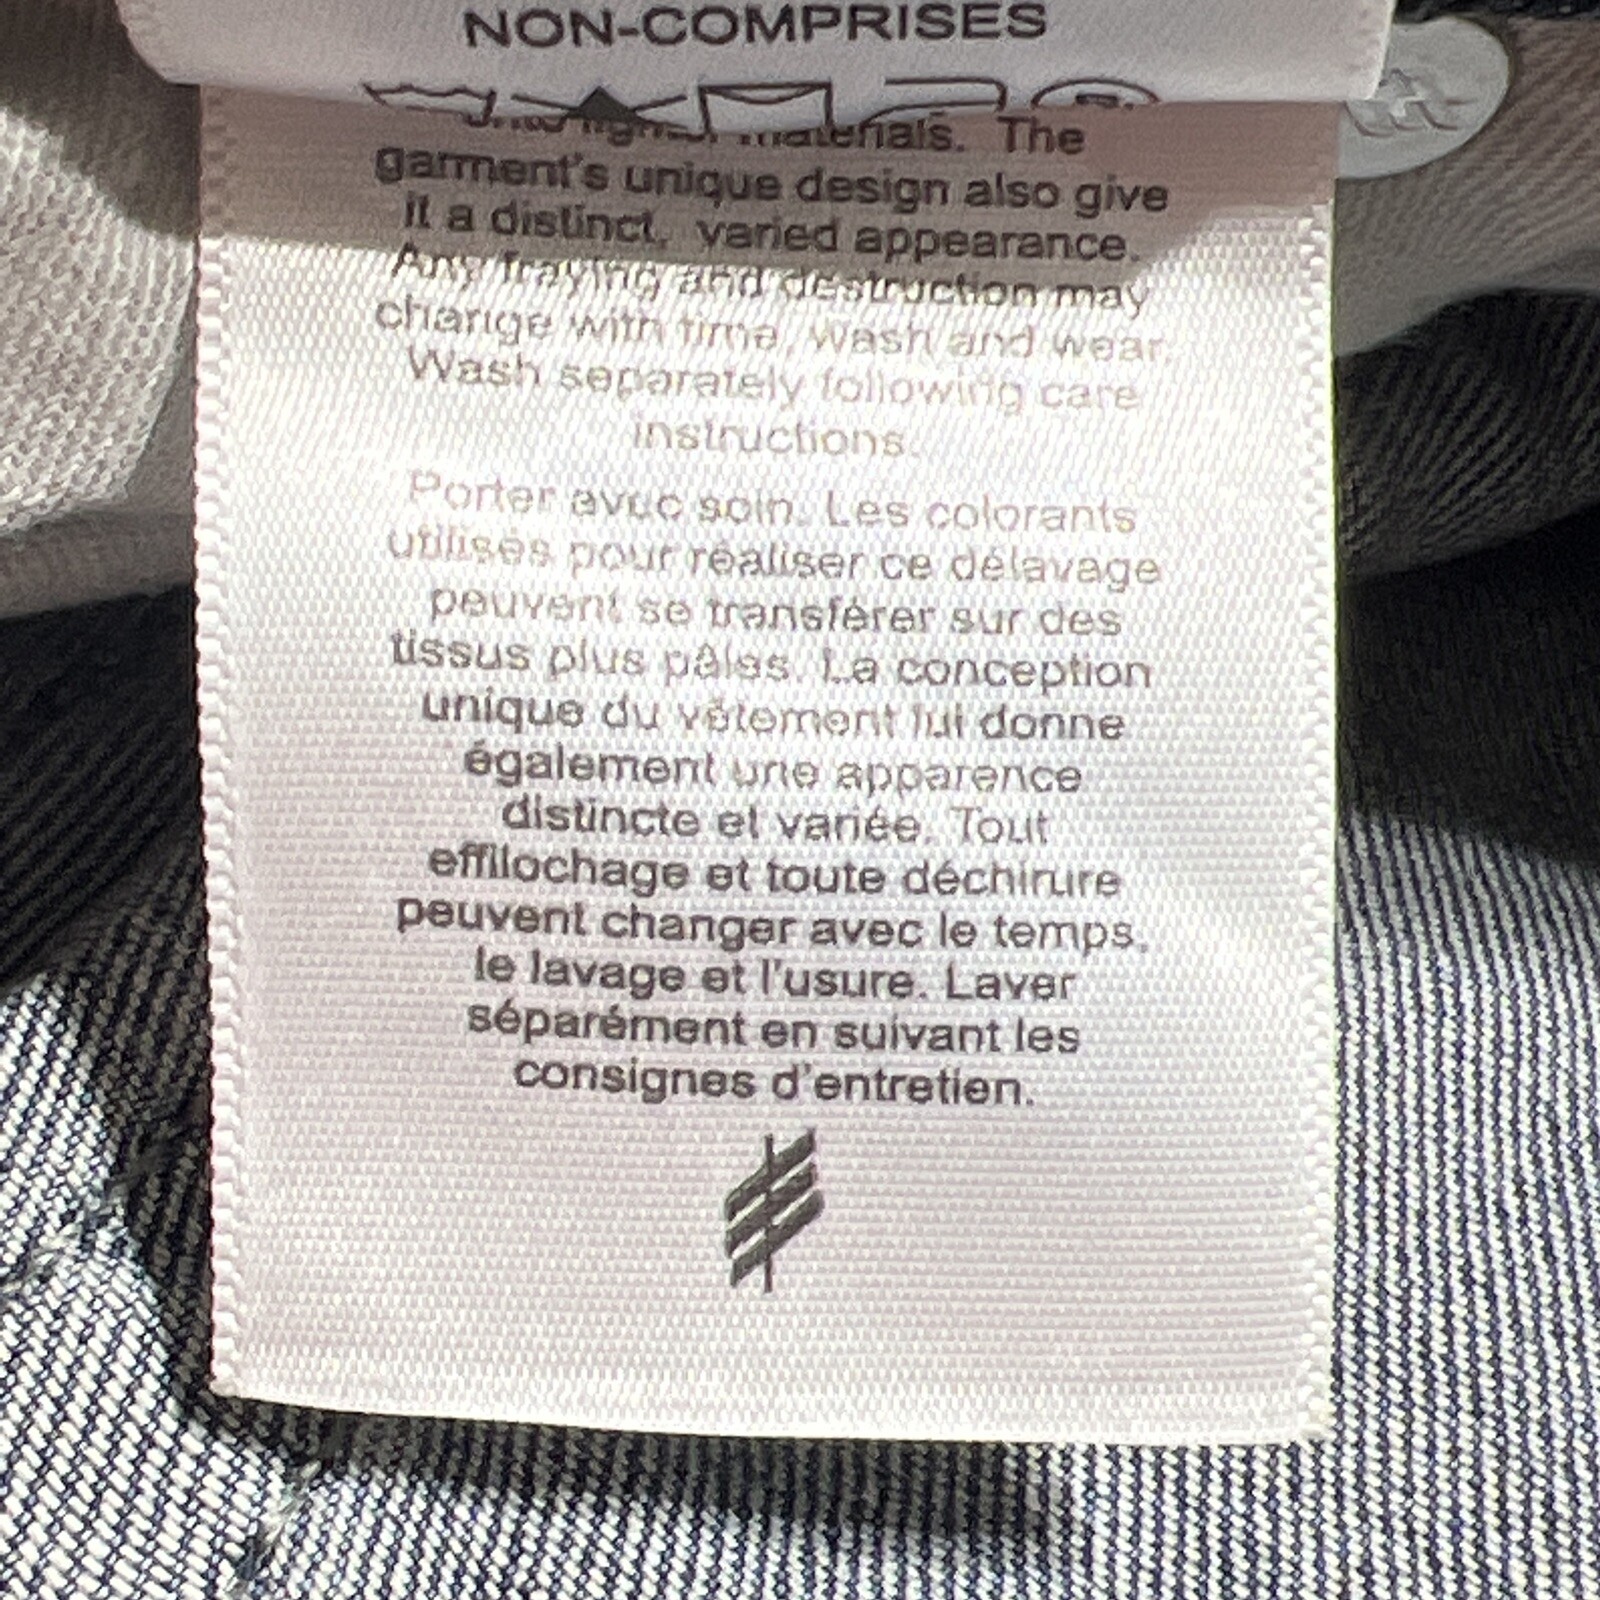 NON-COMPRISES
materials. The
garment's unique design also give
it a distinct, varied appearance.
Any fraying and destruction may
change with time, wash and wear.
Wash separately following care
instructions.
Porter avec soin. Les colorants
utilisés pour réaliser ce délavage
peuvent se transférer sur des
tissus plus pâles. La conception
unique du vêtement lui donne
également une apparence
distincte et variée. Tout
effilochage et toute déchirure
peuvent changer avec le temps,
le lavage et l'usure. Laver
séparément en suivant les
consignes d'entretien.